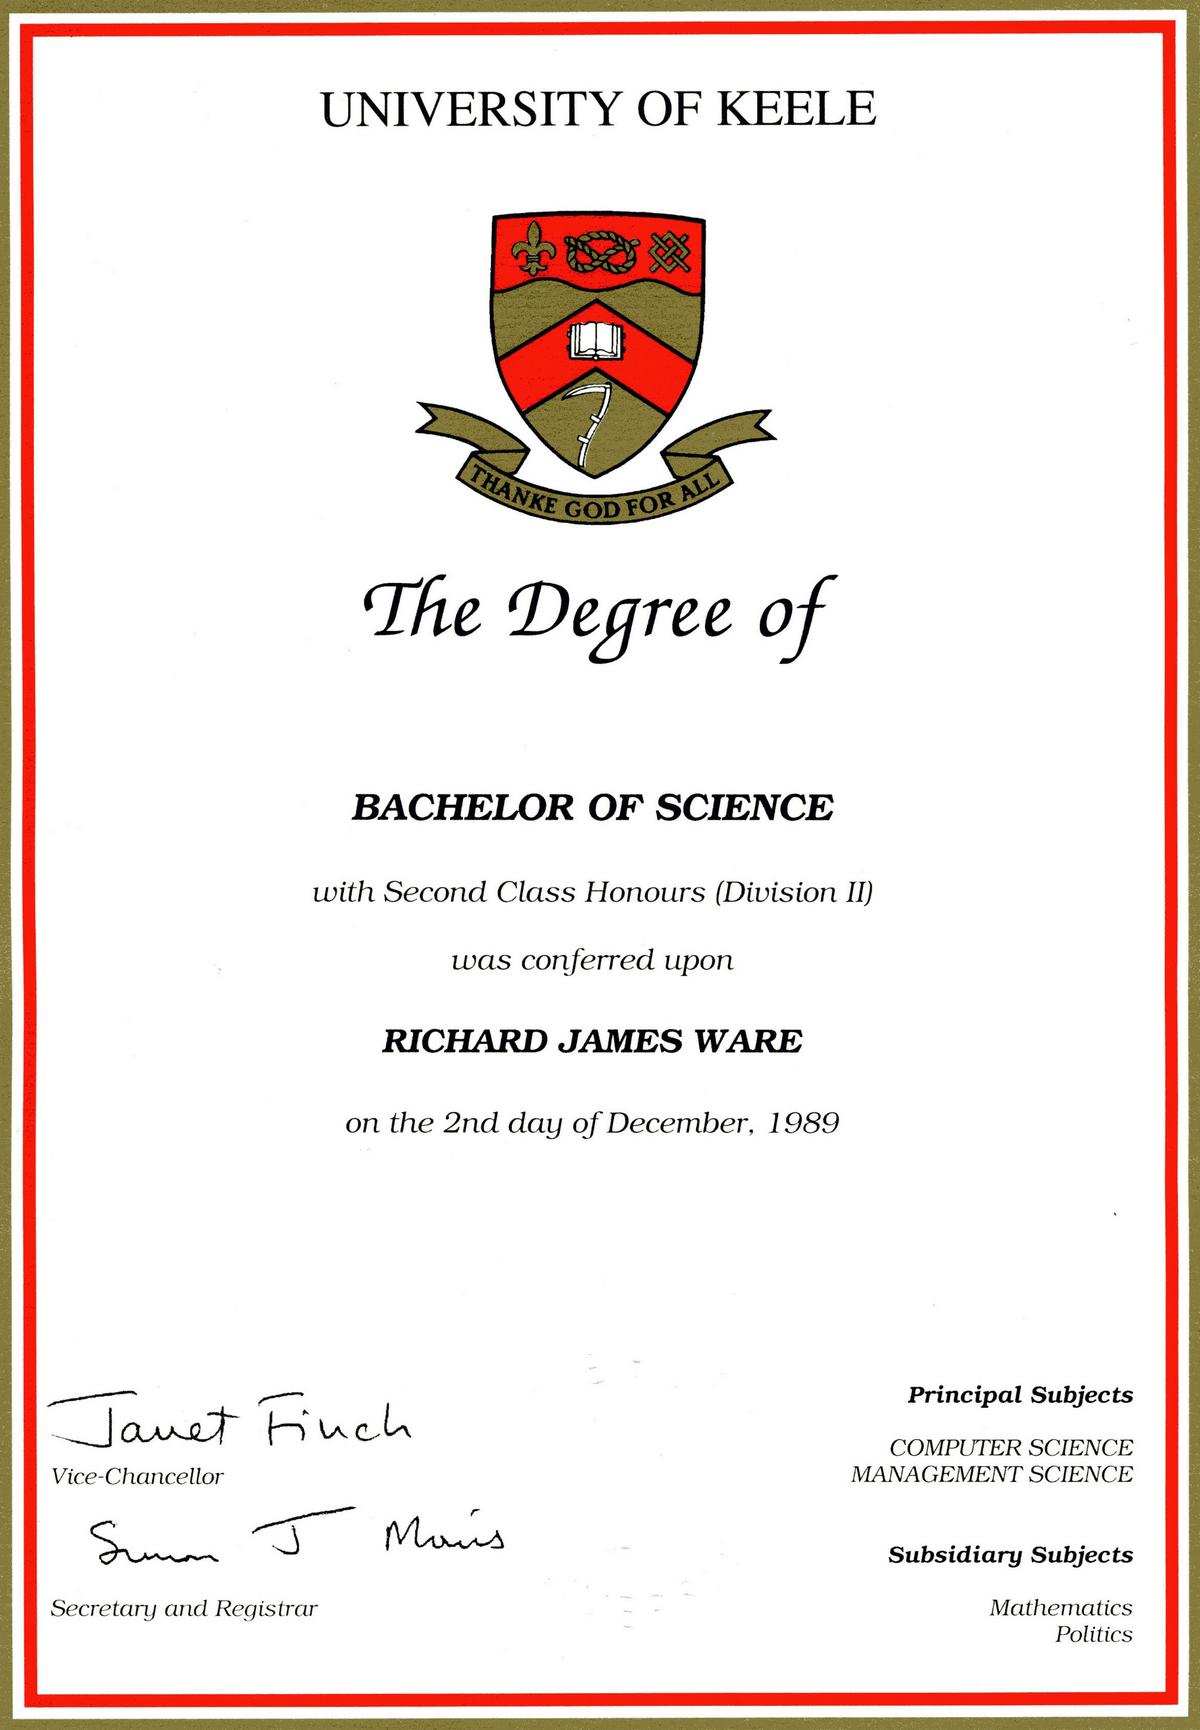 UNIVERSITY OF KEELE
THANKE GOD FOR ALL
The Degree of
BACHELOR OF SCIENCE
with Second Class Honours (Division II)
was conferred upon
RICHARD JAMES WARE
on the 2nd day of December, 1989
Janet Finch
Vice-Chancellor
Simon J Morris
Secretary and Registrar
Principal Subjects
COMPUTER SCIENCE
MANAGEMENT SCIENCE
Subsidiary Subjects
Mathematics
Politics